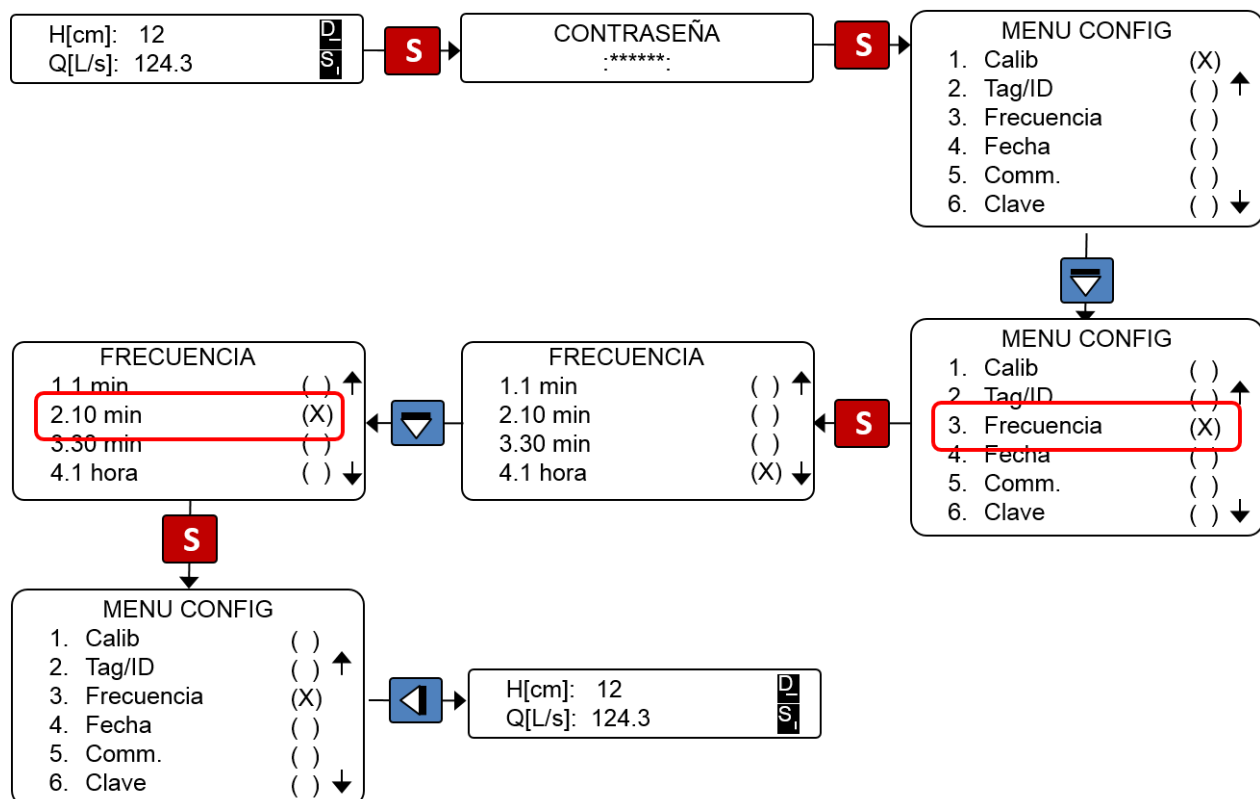 H[cm]: 12 D_
Q[L/s]: 124.3 S
S
CONTRASEÑA
:******:
S
MENU CONFIG
1. Calib (X)
2. Tag/ID ( )
3. Frecuencia ( )
4. Fecha ( )
5. Comm. ( )
6. Clave ( )
MENU CONFIG
1. Calib ( )
2. Tag/ID ( )
3. Frecuencia (X)
4. Fecha ( )
5. Comm. ( )
6. Clave ( )
S
FRECUENCIA
1.1 min ( )
2.10 min ( )
3.30 min ( )
4.1 hora (X)
FRECUENCIA
1.1 min ( )
2.10 min (X)
3.30 min ( )
4.1 hora ( )
S
MENU CONFIG
1. Calib ( )
2. Tag/ID ( )
3. Frecuencia (X)
4. Fecha ( )
5. Comm. ( )
6. Clave ( )
H[cm]: 12 D_
Q[L/s]: 124.3 S